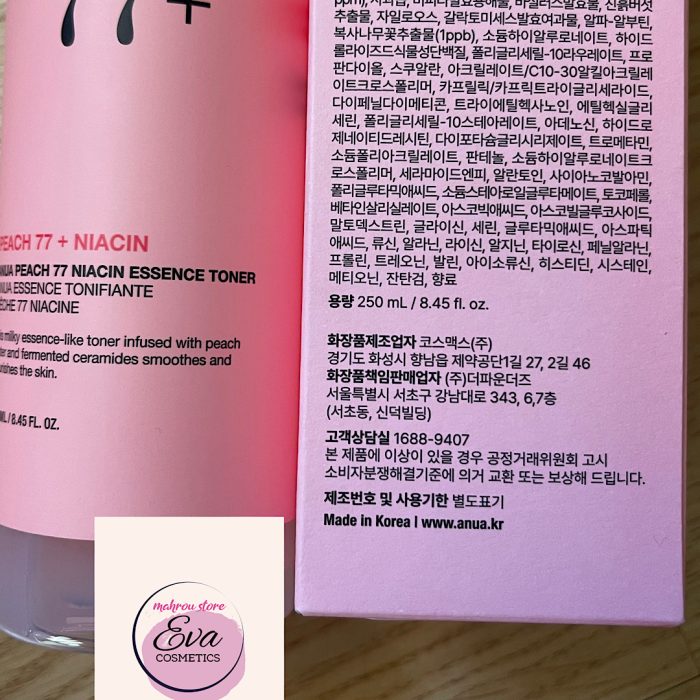 77+
PEACH 77 + NIACIN
ANUA PEACH 77 NIACIN ESSENCE TONER
ANUA ESSENCE TONIFIANTE
PÊCHE 77 NIACINE
milky essence-like toner infused with peach
and fermented ceramides smoothes and
the skin.
/ 8.45 FL. OZ.
추출물, 자일로오스, 갈락토미세스발효여과물, 알파-알부틴,
복사나무꽃추출물(1ppb), 소듐하이알루로네이트, 하이드
롤라이즈드식물성단백질, 폴리글리세릴-10라우레이트, 프로
판다이올, 스쿠알란, 아크릴레이트/C10-30알킬아크릴레
이트크로스폴리머, 카프릴릭/카프릭트라이글리세라이드,
다이페닐다이메티콘, 트라이에틸헥사노인, 에틸헥실글리
세린, 폴리글리세릴-10스테아레이트, 아데노신, 하이드로
제네이티드레시틴, 다이포타슘글리시리제이트, 트로메타민,
소듐폴리아크릴레이트, 판테놀, 소듐하이알루로네이트크
로스폴리머, 세라마이드엔피, 알란토인, 사이아노코발아민,
폴리글루타믹애씨드, 소듐스테아로일글루타메이트, 토코페롤,
베타인살리실레이트, 아스코빅애씨드, 아스코빌글루코사이드,
말토덱스트린, 글라이신, 세린, 글루타믹애씨드, 아스파틱
애씨드, 류신, 알라닌, 라이신, 알지닌, 타이로신, 페닐알라닌,
프롤린, 트레오닌, 발린, 아이소류신, 히스티딘, 시스테인,
메티오닌, 잔탄검, 향료
용량 250 mL / 8.45 fl. oz.
화장품제조업자 코스맥스(주)
경기도 화성시 향남읍 제약공단1길 27, 2길 46
화장품책임판매업자 (주)더파운더즈
서울특별시 서초구 강남대로 343, 6,7층
(서초동, 신덕빌딩)
고객상담실 1688-9407
본 제품에 이상이 있을 경우 공정거래위원회 고시
소비자분쟁해결기준에 의거 교환 또는 보상해 드립니다.
제조번호 및 사용기한 별도표기
Made in Korea | www.anua.kr
mahrou store
Eva
COSMETICS